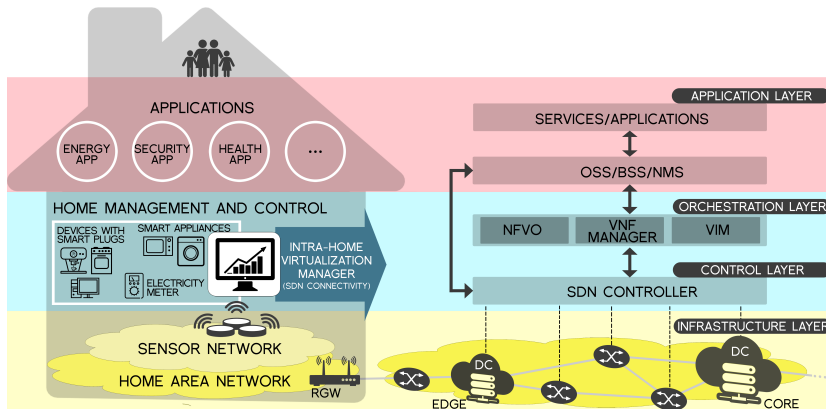 APPLICATIONS
ENERGY
APP
SECURITY
APP
HEALTH
APP
...
HOME MANAGEMENT AND CONTROL
DEVICES WITH
SMART PLUGS
SMART APPLIANCES
ELECTRICITY
METER
INTRA-HOME
VIRTUALIZATION
MANAGER
(SDN CONNECTIVITY)
SENSOR NETWORK
HOME AREA NETWORK
RGW
APPLICATION LAYER
SERVICES/APPLICATIONS
OSS/BSS/NMS
ORCHESTRATION LAYER
NFVO
VNF
MANAGER
VIM
CONTROL LAYER
SDN CONTROLLER
INFRASTRUCTURE LAYER
DC
DC
EDGE
CORE